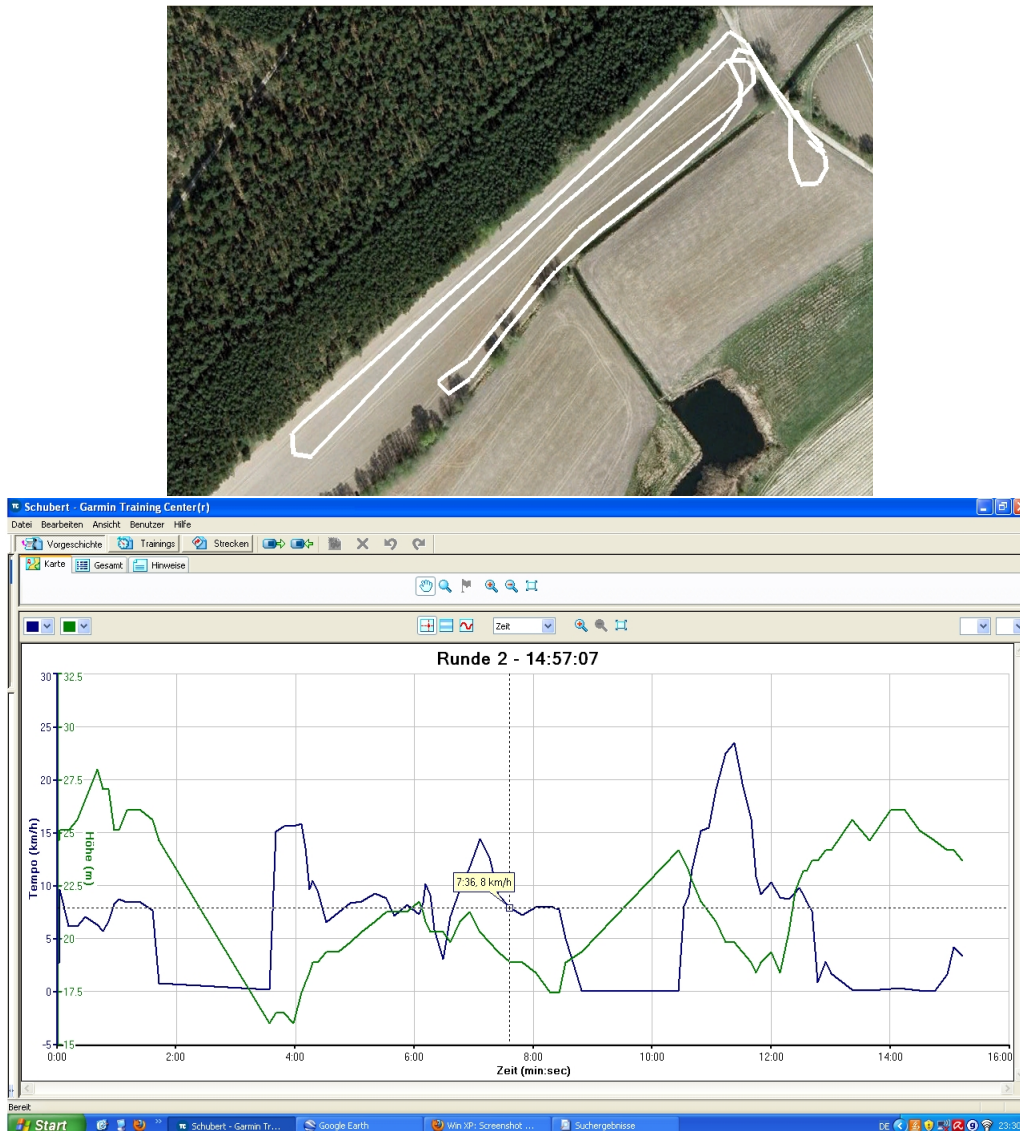 Schubert - Garmin Training Center(r)
Datei Bearbeiten Ansicht Benutzer Hilfe
Vorgeschichte Trainings Strecken
Karte Gesamt Hinweise
Zeit
Runde 2 - 14:57:07
30 32.5
25 30
20 27.5
15 25
10 22.5
5 20
0 17.5
-5 15
Tempo (km/h)
Höhe (m)
7:36, 8 km/h
0:00 2:00 4:00 6:00 8:00 10:00 12:00 14:00 16:00
Zeit (min:sec)
Bereit
Start Schubert - Garmin Tr... Google Earth Win XP: Screenshot ... Suchergebnisse DE 23:30